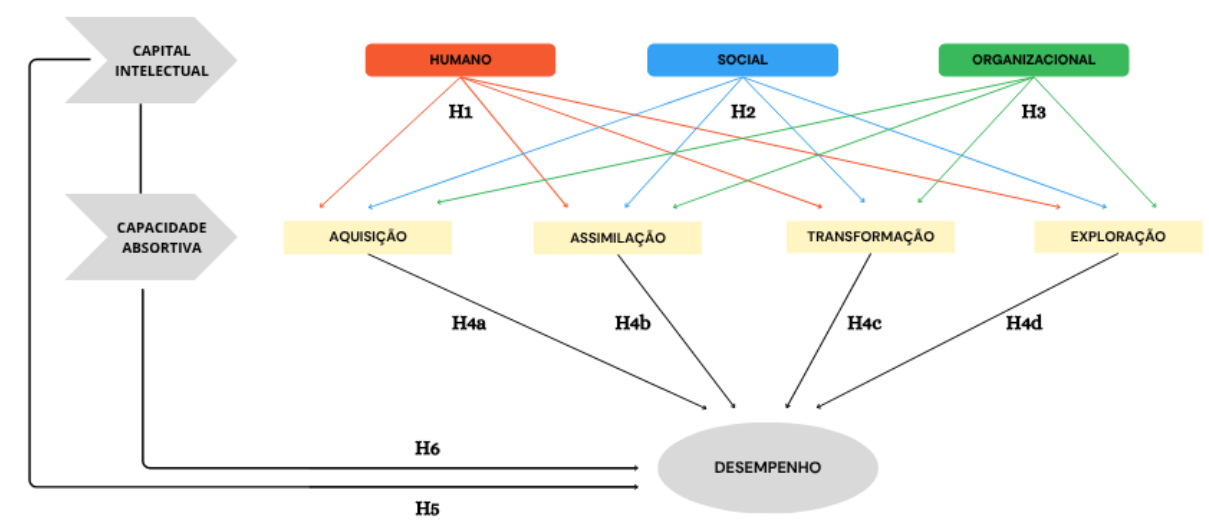 CAPITAL
INTELECTUAL
HUMANO
SOCIAL
ORGANIZACIONAL
H1
H2
H3
CAPACIDADE
ABSORTIVA
AQUISIÇÃO
ASSIMILAÇÃO
TRANSFORMAÇÃO
EXPLORAÇÃO
H4a
H4b
H4c
H4d
H6
DESEMPENHO
H5